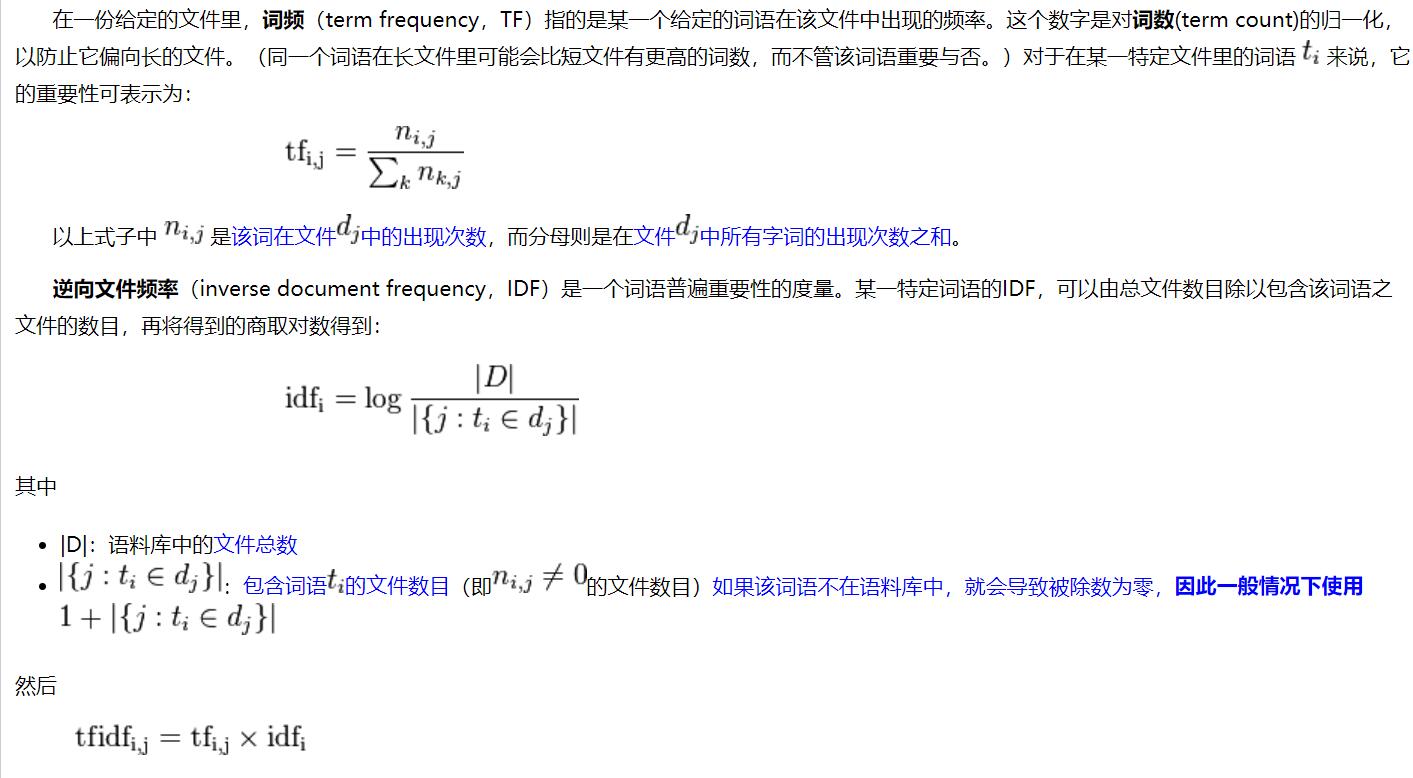 在一份给定的文件里，词频（term frequency，TF）指的是某一个给定的词语在该文件中出现的频率。这个数字是对词数(term count)的归一化，
以防止它偏向长的文件。（同一个词语在长文件里可能会比短文件有更高的词数，而不管该词语重要与否。）对于在某一特定文件里的词语 t_i 来说，它
的重要性可表示为：
tf_{i,j} = \frac{n_{i,j}}{\sum_k n_{k,j}}
以上式子中 n_{i,j} 是该词在文件d_j中的出现次数，而分母则是在文件d_j中所有字词的出现次数之和。
逆向文件频率（inverse document frequency，IDF）是一个词语普遍重要性的度量。某一特定词语的IDF，可以由总文件数目除以包含该词语之
文件的数目，再将得到的商取对数得到：
idf_i = \log \frac{|D|}{|\{j : t_i \in d_j\}|}
其中
• |D|：语料库中的文件总数
• |\{j : t_i \in d_j\}|：包含词语t_i的文件数目（即n_{i,j} \neq 0的文件数目）如果该词语不在语料库中，就会导致被除数为零，因此一般情况下使用
1 + |\{j : t_i \in d_j\}|
然后
tfidf_{i,j} = tf_{i,j} \times idf_i